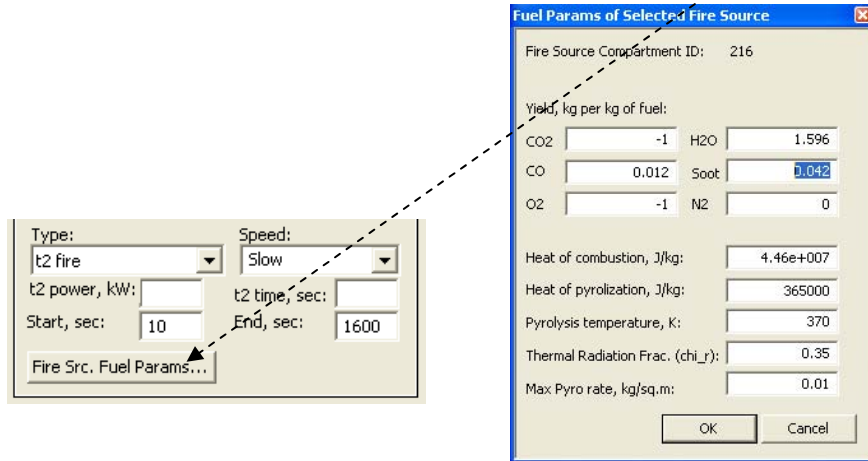 Fuel Params of Selected Fire Source
Fire Source Compartment ID: 216
Yield, kg per kg of fuel:
CO2 -1 H2O 1.596
CO 0.012 Soot 0.042
O2 -1 N2 0
Heat of combustion, J/kg: 4.46e+007
Heat of pyrolization, J/kg: 365000
Pyrolysis temperature, K: 370
Thermal Radiation Frac. (chi_r): 0.35
Max Pyro rate, kg/sq.m: 0.01
OK Cancel
Type: Speed:
t2 fire Slow
t2 power, kW: t2 time, sec:
Start, sec: 10 End, sec: 1600
Fire Src. Fuel Params...